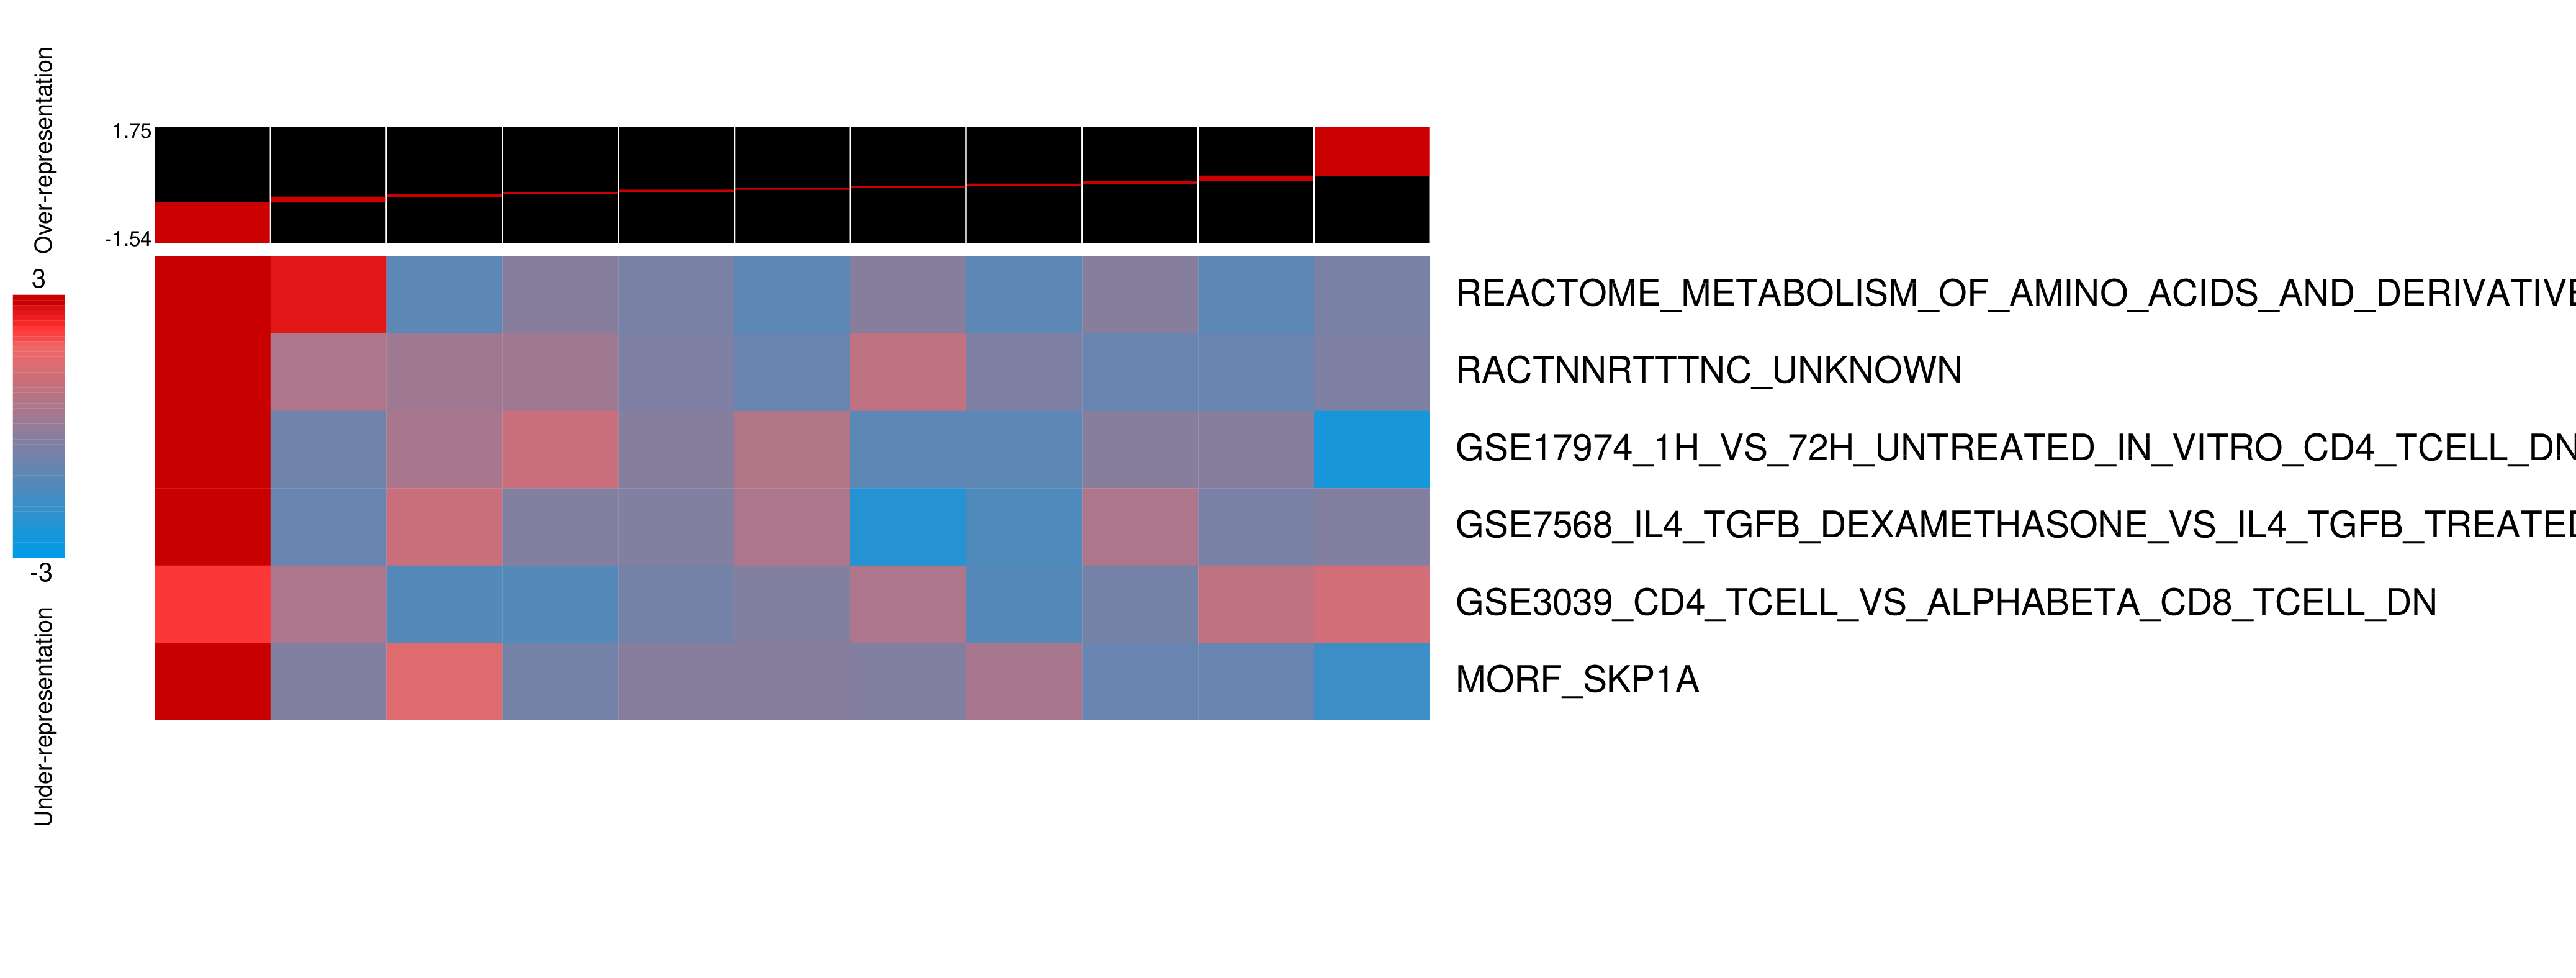 Over-representation
1.75
-1.54
3
-3
Under-representation
REACTOME_METABOLISM_OF_AMINO_ACIDS_AND_DERIVATIVE
RACTNNRTTTNC_UNKNOWN
GSE17974_1H_VS_72H_UNTREATED_IN_VITRO_CD4_TCELL_DN
GSE7568_IL4_TGFB_DEXAMETHASONE_VS_IL4_TGFB_TREATED
GSE3039_CD4_TCELL_VS_ALPHABETA_CD8_TCELL_DN
MORF_SKP1A